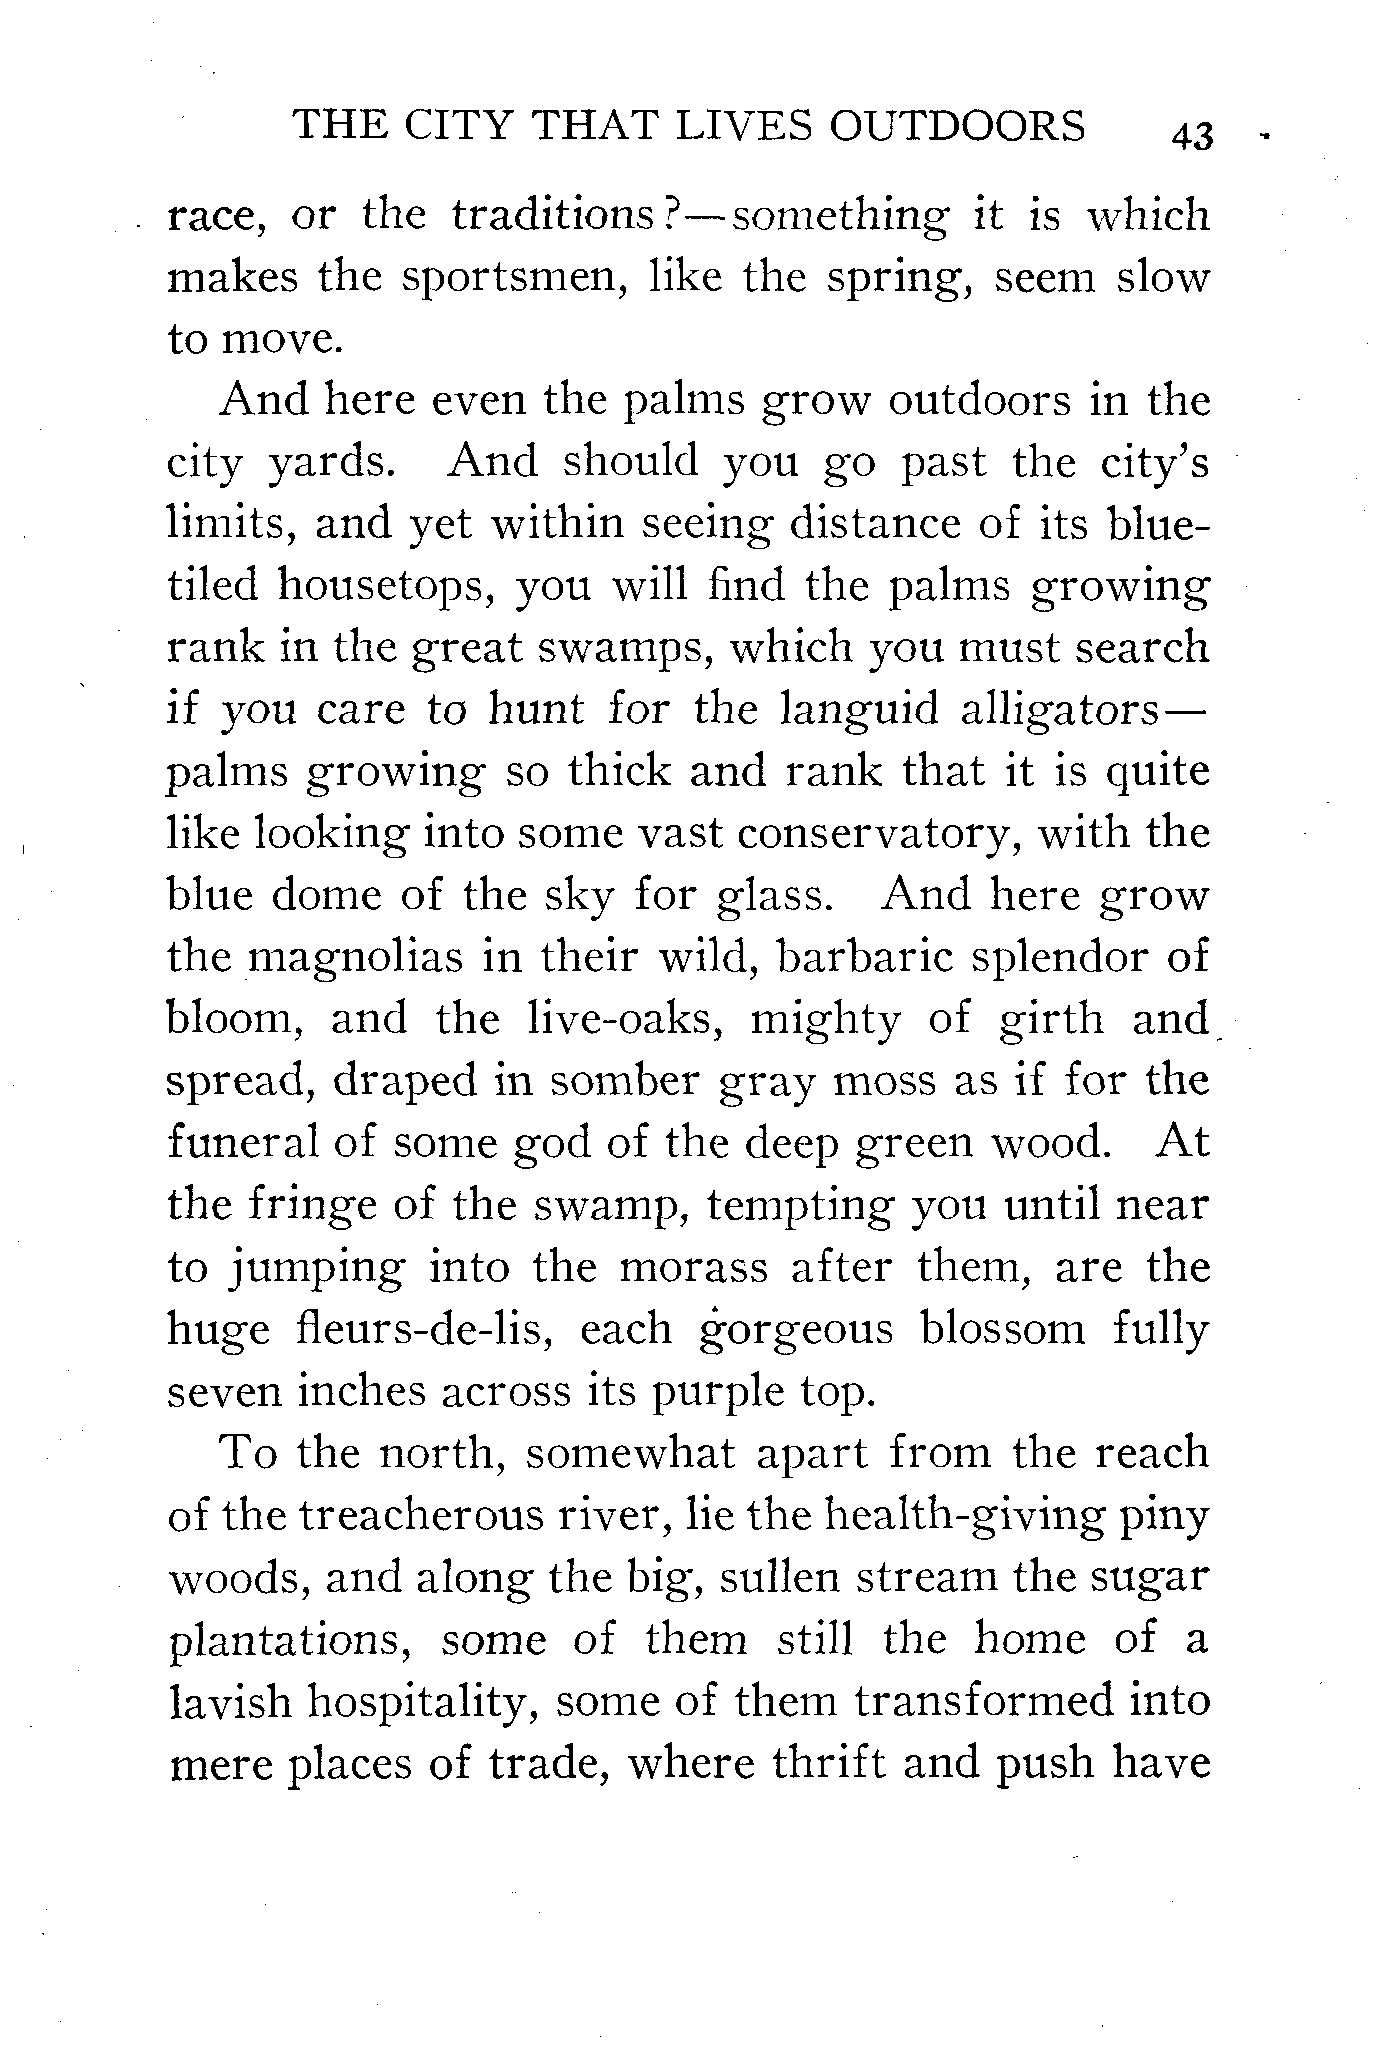 THE CITY THAT LIVES OUTDOORS 43
race, or the traditions?—something it is which
makes the sportsmen, like the spring, seem slow
to move.
And here even the palms grow outdoors in the
city yards. And should you go past the city's
limits, and yet within seeing distance of its blue-
tiled housetops, you will find the palms growing
rank in the great swamps, which you must search
if you care to hunt for the languid alligators—
palms growing so thick and rank that it is quite
like looking into some vast conservatory, with the
blue dome of the sky for glass. And here grow
the magnolias in their wild, barbaric splendor of
bloom, and the live-oaks, mighty of girth and
spread, draped in somber gray moss as if for the
funeral of some god of the deep green wood. At
the fringe of the swamp, tempting you until near
to jumping into the morass after them, are the
huge fleurs-de-lis, each gorgeous blossom fully
seven inches across its purple top.
To the north, somewhat apart from the reach
of the treacherous river, lie the health-giving piny
woods, and along the big, sullen stream the sugar
plantations, some of them still the home of a
lavish hospitality, some of them transformed into
mere places of trade, where thrift and push have